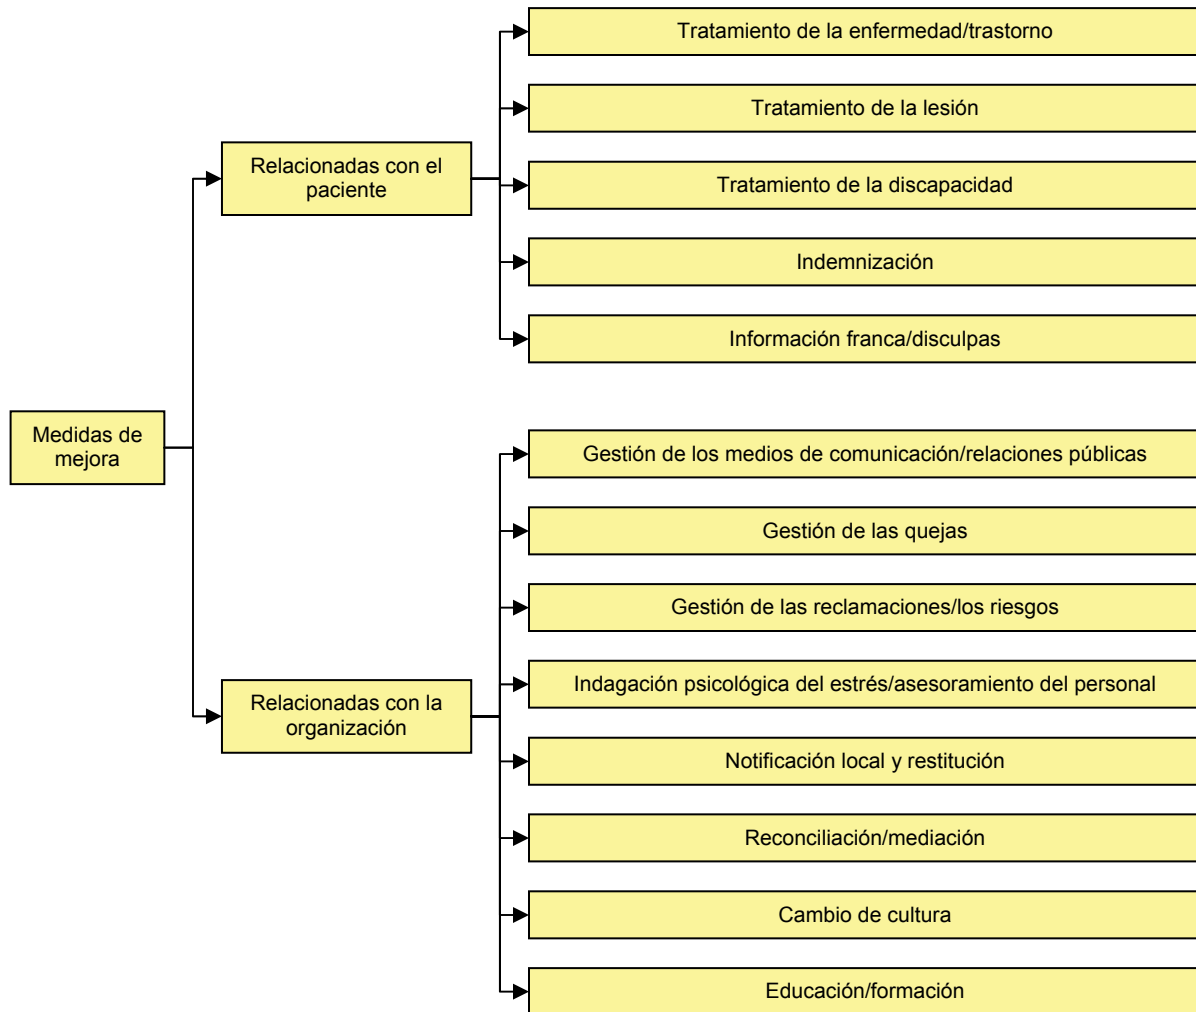 Medidas de
mejora
Relacionadas con el
paciente
Tratamiento de la enfermedad/trastorno
Tratamiento de la lesión
Tratamiento de la discapacidad
Indemnización
Información franca/disculpas
Relacionadas con la
organización
Gestión de los medios de comunicación/relaciones públicas
Gestión de las quejas
Gestión de las reclamaciones/los riesgos
Indagación psicológica del estrés/asesoramiento del personal
Notificación local y restitución
Reconciliación/mediación
Cambio de cultura
Educación/formación